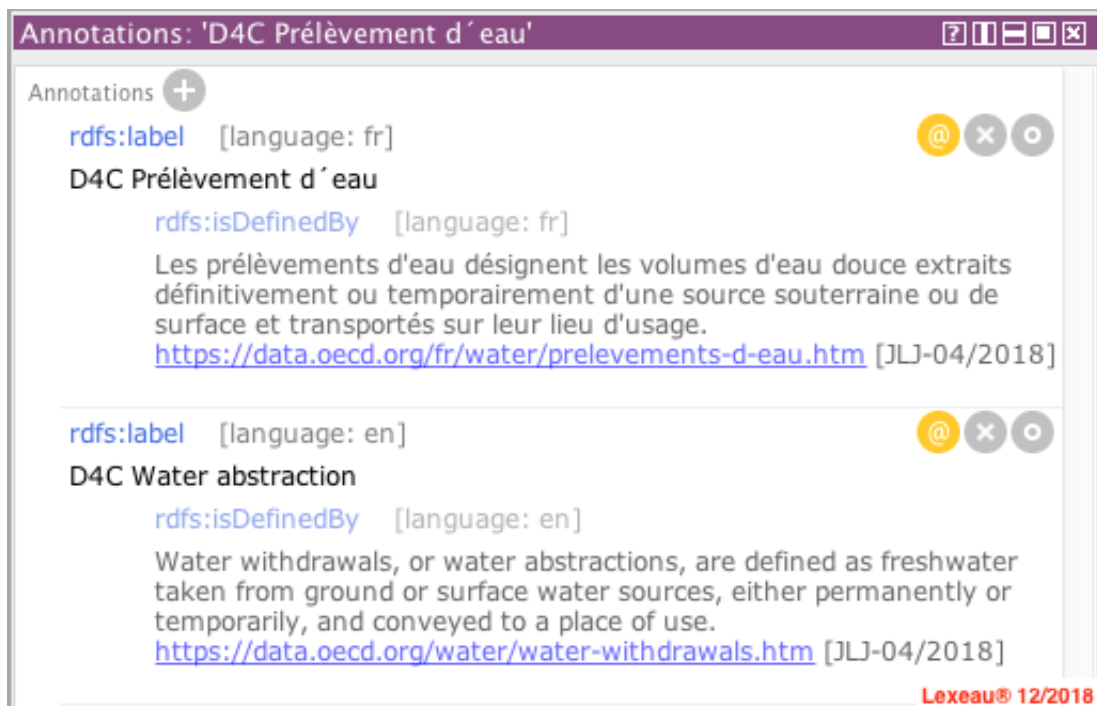 Annotations: 'D4C Prélèvement d´eau'
Annotations
rdfs:label [language: fr]
D4C Prélèvement d´eau
rdfs:isDefinedBy [language: fr]
Les prélèvements d'eau désignent les volumes d'eau douce extraits
définitivement ou temporairement d'une source souterraine ou de
surface et transportés sur leur lieu d'usage.
https://data.oecd.org/fr/water/prelevements-d-eau.htm [JLJ-04/2018]
rdfs:label [language: en]
D4C Water abstraction
rdfs:isDefinedBy [language: en]
Water withdrawals, or water abstractions, are defined as freshwater
taken from ground or surface water sources, either permanently or
temporarily, and conveyed to a place of use.
https://data.oecd.org/water/water-withdrawals.htm [JLJ-04/2018]
Lexeau® 12/2018